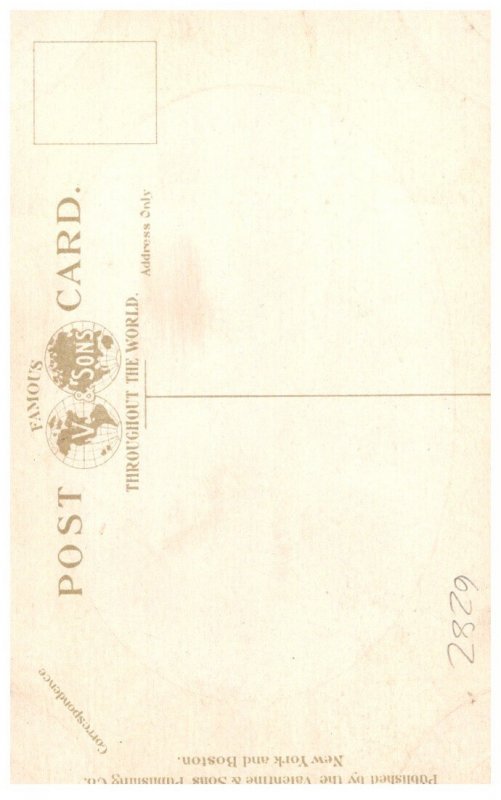 POST CARD.
FAMOUS
V. & SONS
THROUGHOUT THE WORLD.
Correspondence
Address Only
Published by the Valentine & Sons Publishing Co.
New York and Boston.
2829